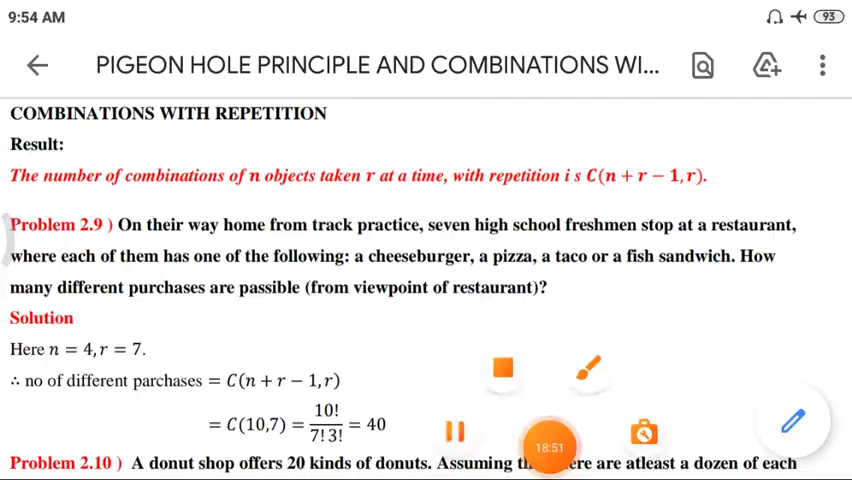 9:54 AM
93
PIGEON HOLE PRINCIPLE AND COMBINATIONS WI...
COMBINATIONS WITH REPETITION
Result:
The number of combinations of n objects taken r at a time, with repetition i s C(n + r − 1, r).
Problem 2.9 ) On their way home from track practice, seven high school freshmen stop at a restaurant,
where each of them has one of the following: a cheeseburger, a pizza, a taco or a fish sandwich. How
many different purchases are passible (from viewpoint of restaurant)?
Solution
Here n = 4, r = 7.
∴ no of different parchases = C(n + r − 1, r)
= C(10,7) = 10! / 7! 3! = 40
18:51
Problem 2.10 ) A donut shop offers 20 kinds of donuts. Assuming ere are atleast a dozen of each